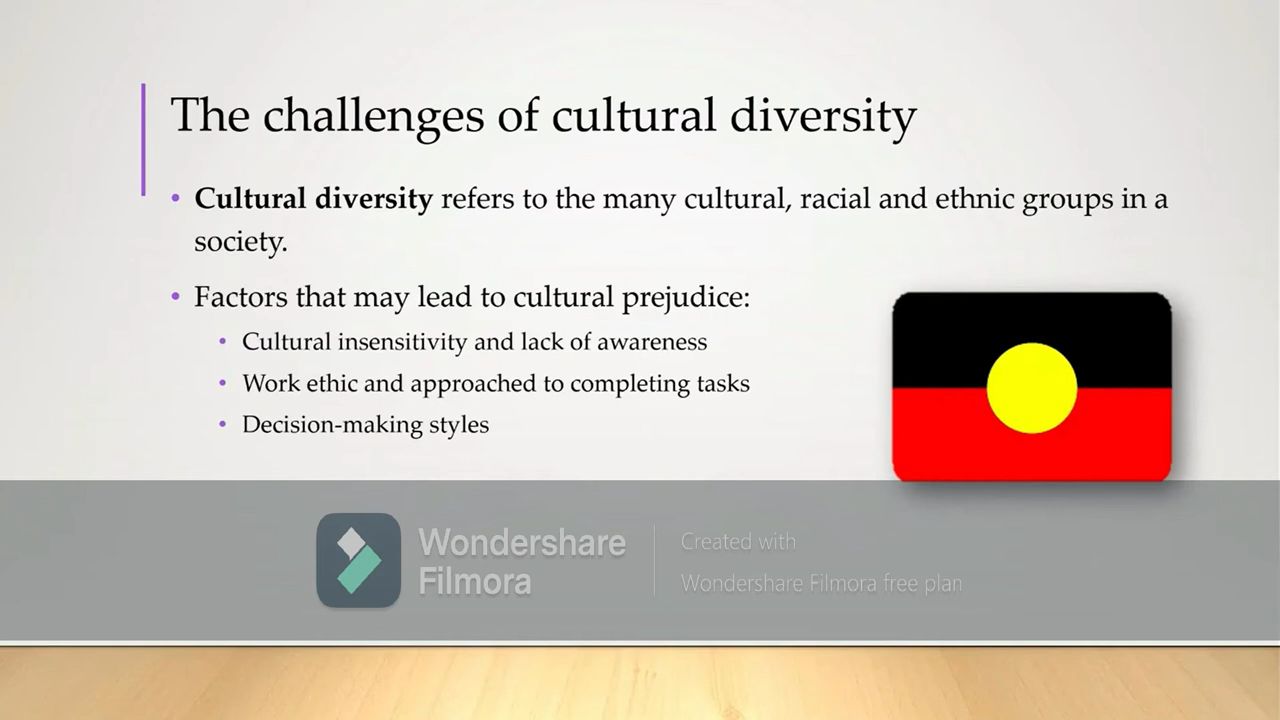 The challenges of cultural diversity
• Cultural diversity refers to the many cultural, racial and ethnic groups in a
society.
• Factors that may lead to cultural prejudice:
• Cultural insensitivity and lack of awareness
• Work ethic and approached to completing tasks
• Decision-making styles
Wondershare
Filmora
Created with
Wondershare Filmora free plan